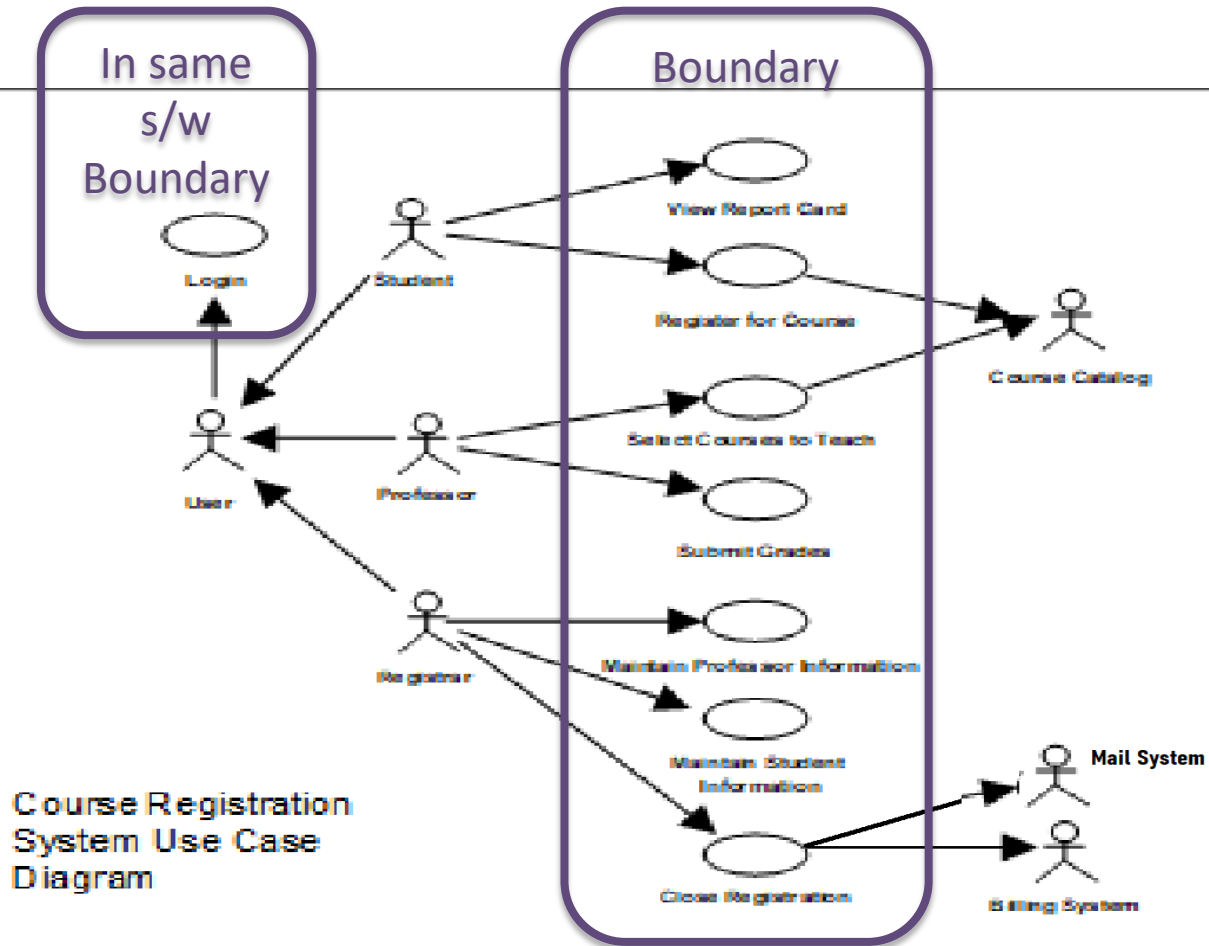 In same
s/w
Boundary
Boundary
Login
Student
View Report Card
Register for Course
Course Catalog
User
Professor
Select Courses to Teach
Submit Grades
Registrar
Maintain Professor Information
Maintain Student
Information
Mail System
Close Registration
Billing System
Course Registration
System Use Case
Diagram